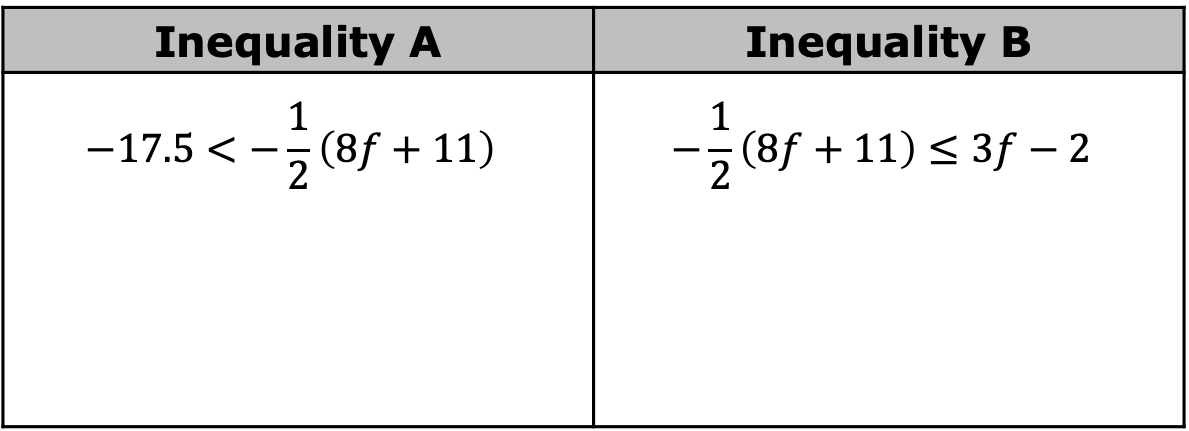 Inequality A
Inequality B
−17.5 < −1/2 (8f + 11)
−1/2 (8f + 11) ≤ 3f − 2